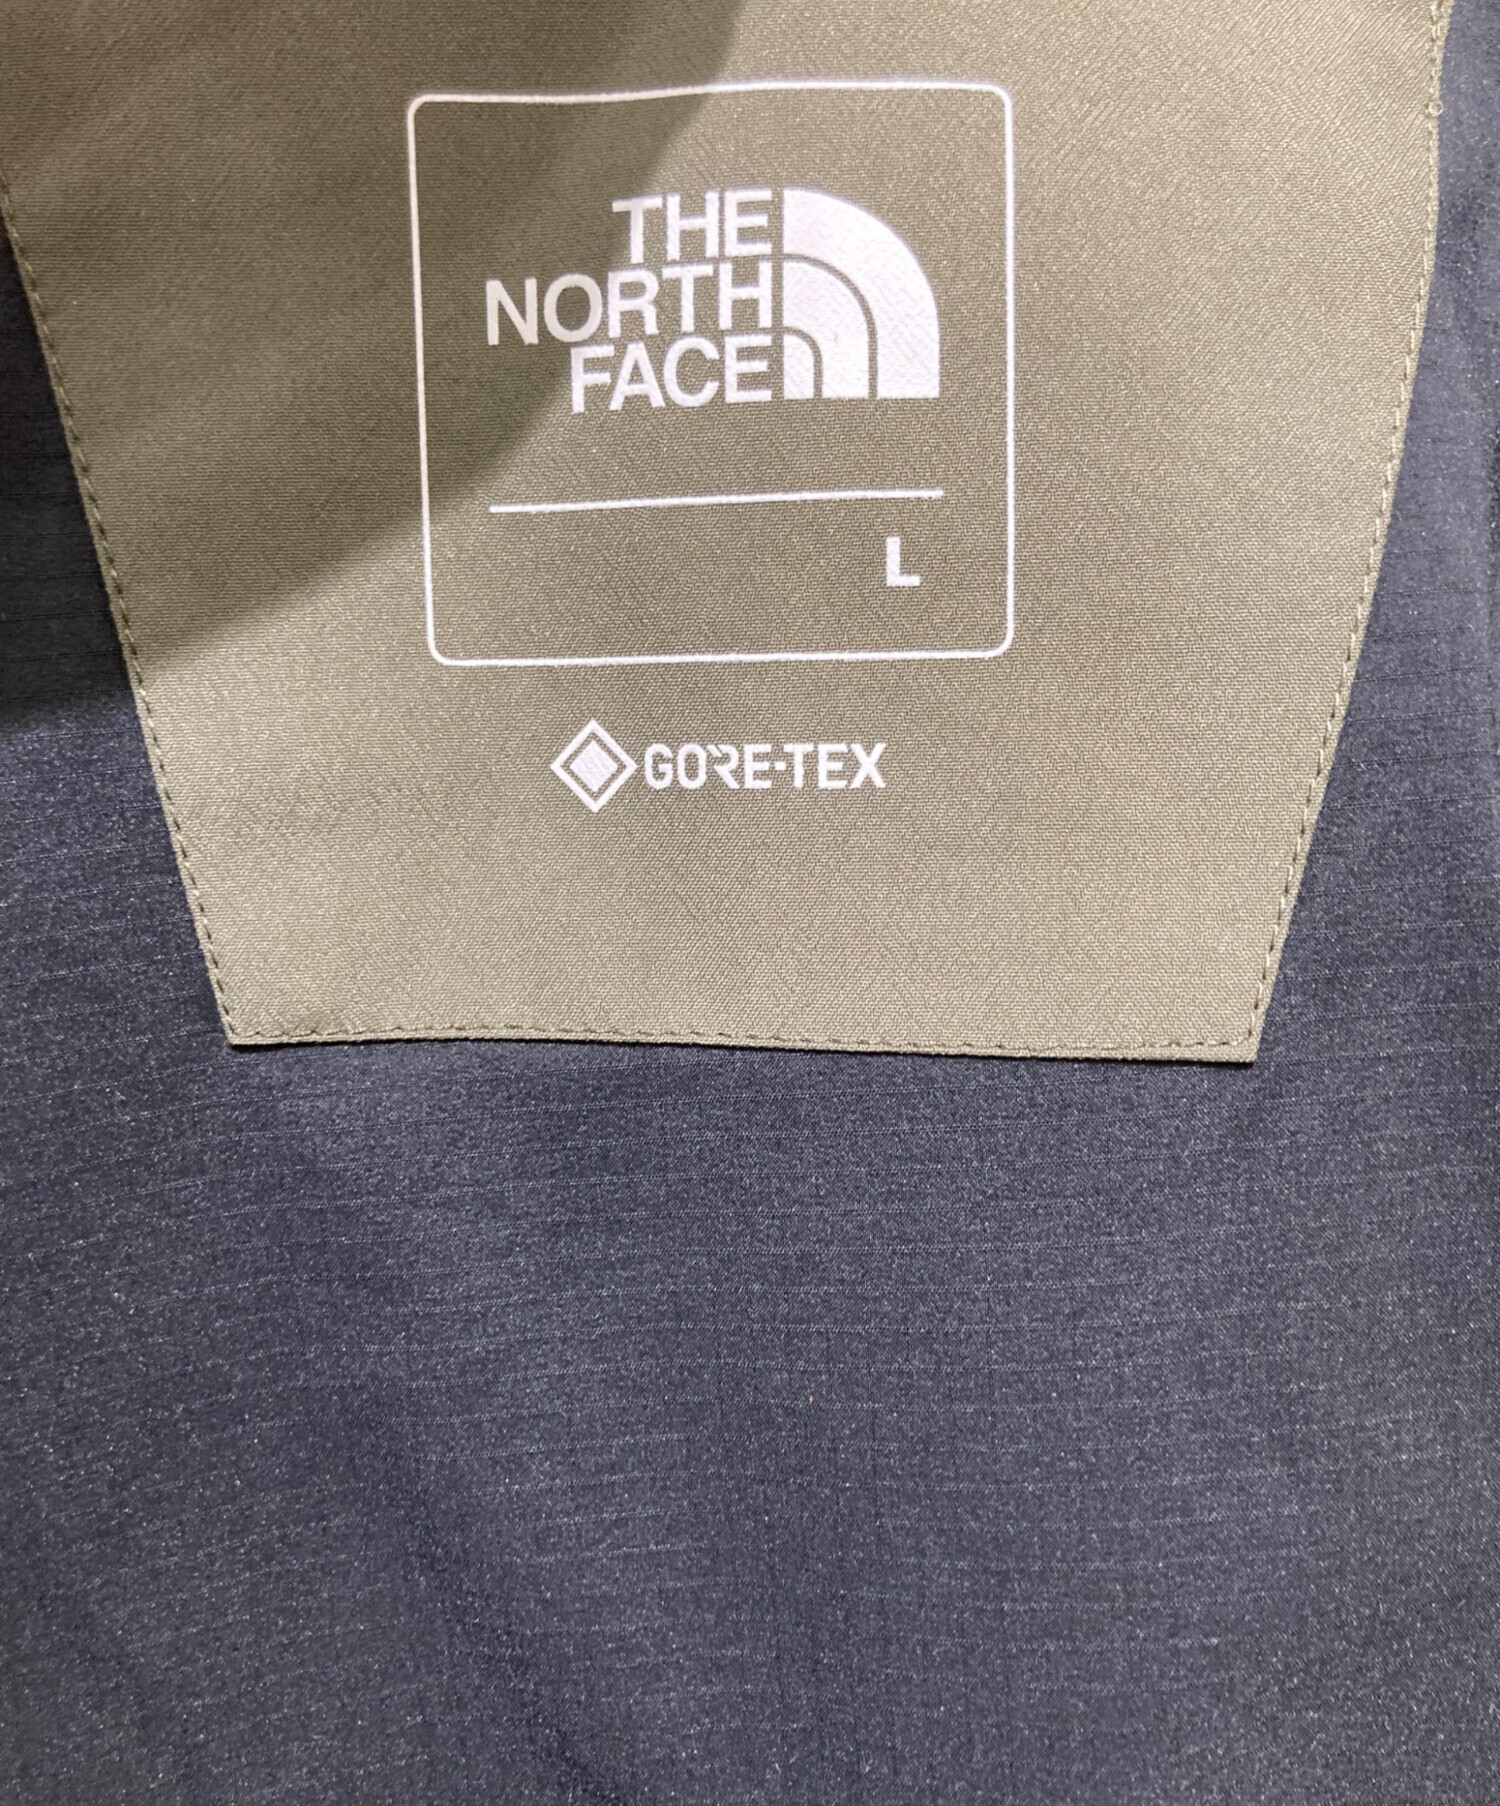 THE
NORTH
FACE
L
GORE-TEX